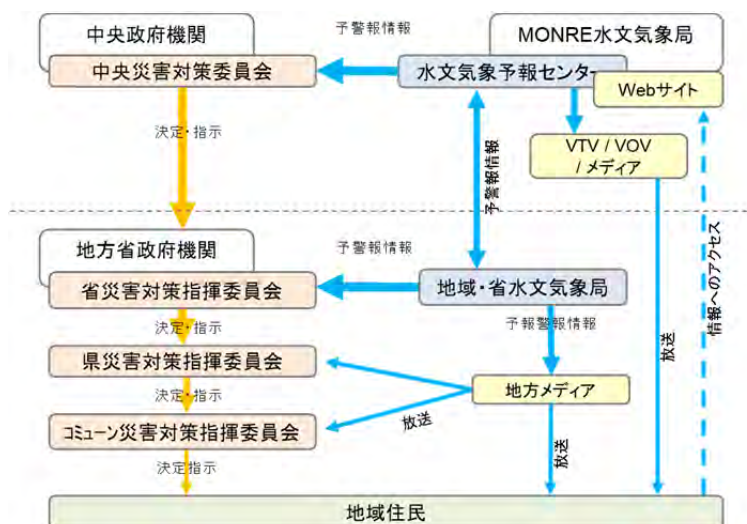 中央政府機関
予警報情報
MONRE水文気象局
中央災害対策委員会
水文気象予報センター
Webサイト
決定・指示
予警報情報
VTV / VOV
/ メディア
地方省政府機関
予警報情報
情報へのアクセス
省災害対策指揮委員会
地域・省水文気象局
決定・指示
予報警報情報
放送
県災害対策指揮委員会
決定・指示
地方メディア
放送
コミューン災害対策指揮委員会
放送
決定指示
地域住民